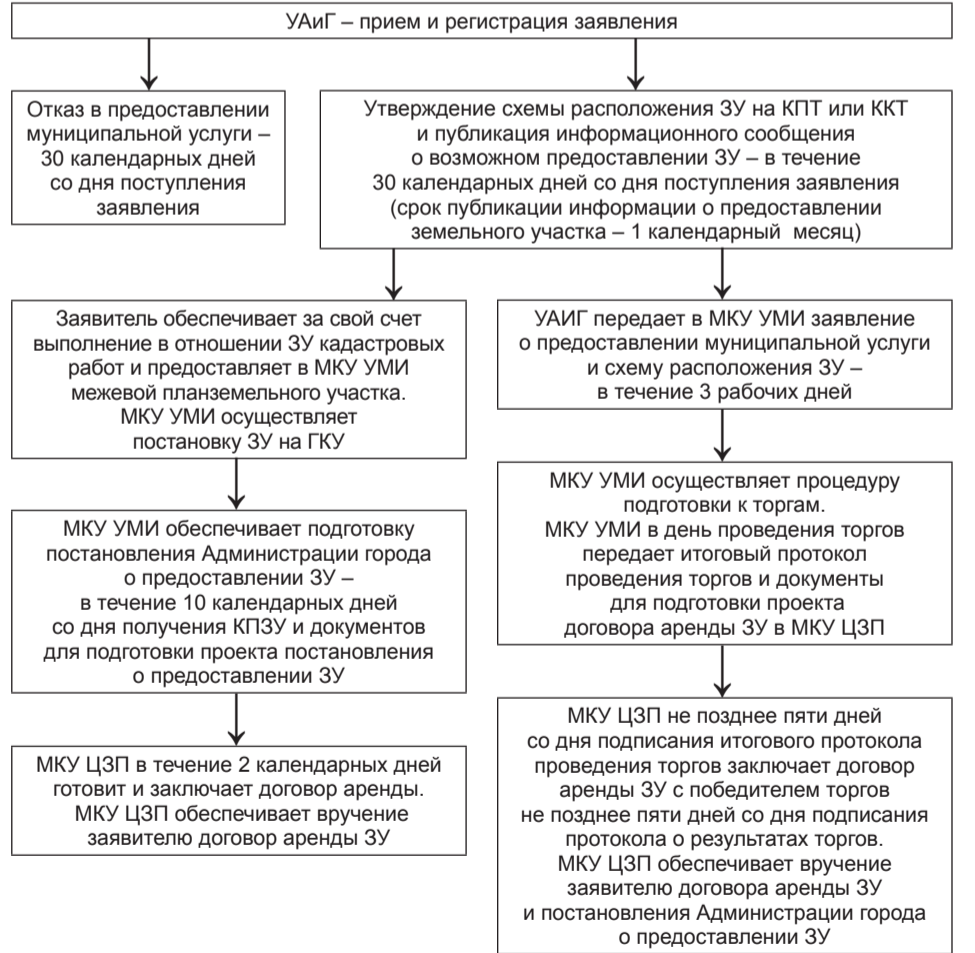 УАиГ – прием и регистрация заявления
Отказ в предоставлении
муниципальной услуги –
30 календарных дней
со дня поступления
заявления
Утверждение схемы расположения ЗУ на КПТ или ККТ
и публикация информационного сообщения
о возможном предоставлении ЗУ – в течение
30 календарных дней со дня поступления заявления
(срок публикации информации о предоставлении
земельного участка – 1 календарный месяц)
Заявитель обеспечивает за свой счет
выполнение в отношении ЗУ кадастровых
работ и предоставляет в МКУ УМИ
межевой планземельного участка.
МКУ УМИ осуществляет
постановку ЗУ на ГКУ
МКУ УМИ обеспечивает подготовку
постановления Администрации города
о предоставлении ЗУ –
в течение 10 календарных дней
со дня получения КПЗУ и документов
для подготовки проекта постановления
о предоставлении ЗУ
МКУ ЦЗП в течение 2 календарных дней
готовит и заключает договор аренды.
МКУ ЦЗП обеспечивает вручение
заявителю договор аренды ЗУ
УАИГ передает в МКУ УМИ заявление
о предоставлении муниципальной услуги
и схему расположения ЗУ –
в течение 3 рабочих дней
МКУ УМИ осуществляет процедуру
подготовки к торгам.
МКУ УМИ в день проведения торгов
передает итоговый протокол
проведения торгов и документы
для подготовки проекта
договора аренды ЗУ в МКУ ЦЗП
МКУ ЦЗП не позднее пяти дней
со дня подписания итогового протокола
проведения торгов заключает договор
аренды ЗУ с победителем торгов
не позднее пяти дней со дня подписания
протокола о результатах торгов.
МКУ ЦЗП обеспечивает вручение
заявителю договора аренды ЗУ
и постановления Администрации города
о предоставлении ЗУ